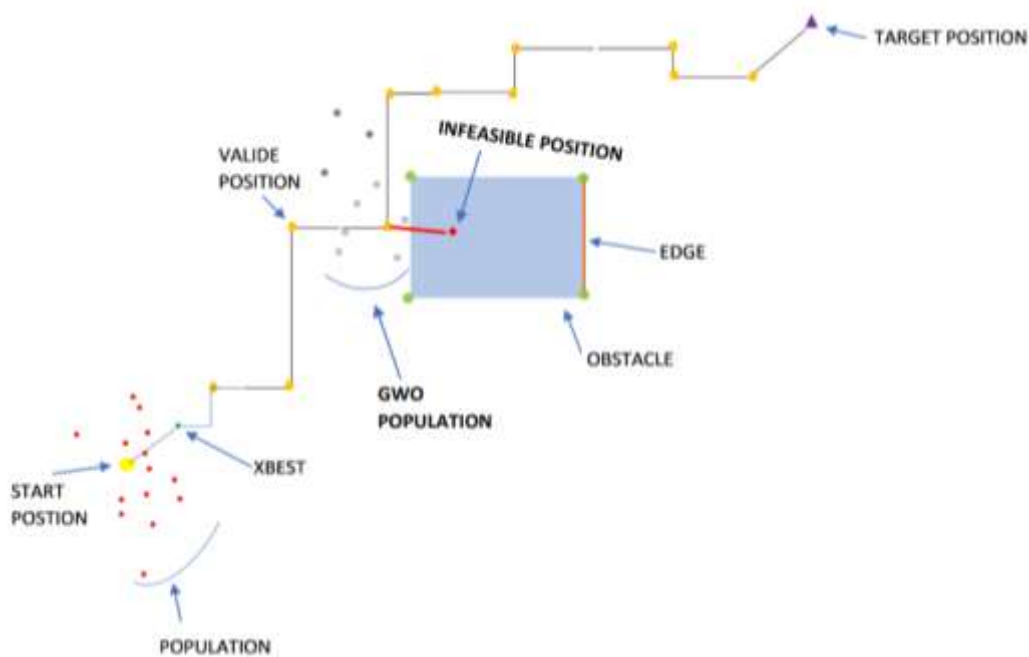 TARGET POSITION
INFEASIBLE POSITION
VALIDE
POSITION
EDGE
OBSTACLE
GWO
POPULATION
XBEST
START
POSTION
POPULATION